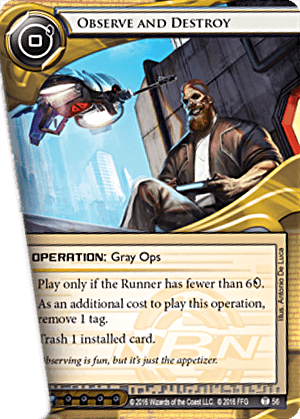 OBSERVE AND DESTROY
0
OPERATION: Gray Ops
Play only if the Runner has fewer than 6.
As an additional cost to play this operation,
remove 1 tag.
Trash 1 installed card.
Observing is fun, but it's just the appetizer.
Illus. Antonio De Luca
© 2016 Wizards of the Coast LLC. © 2016 FFG 56